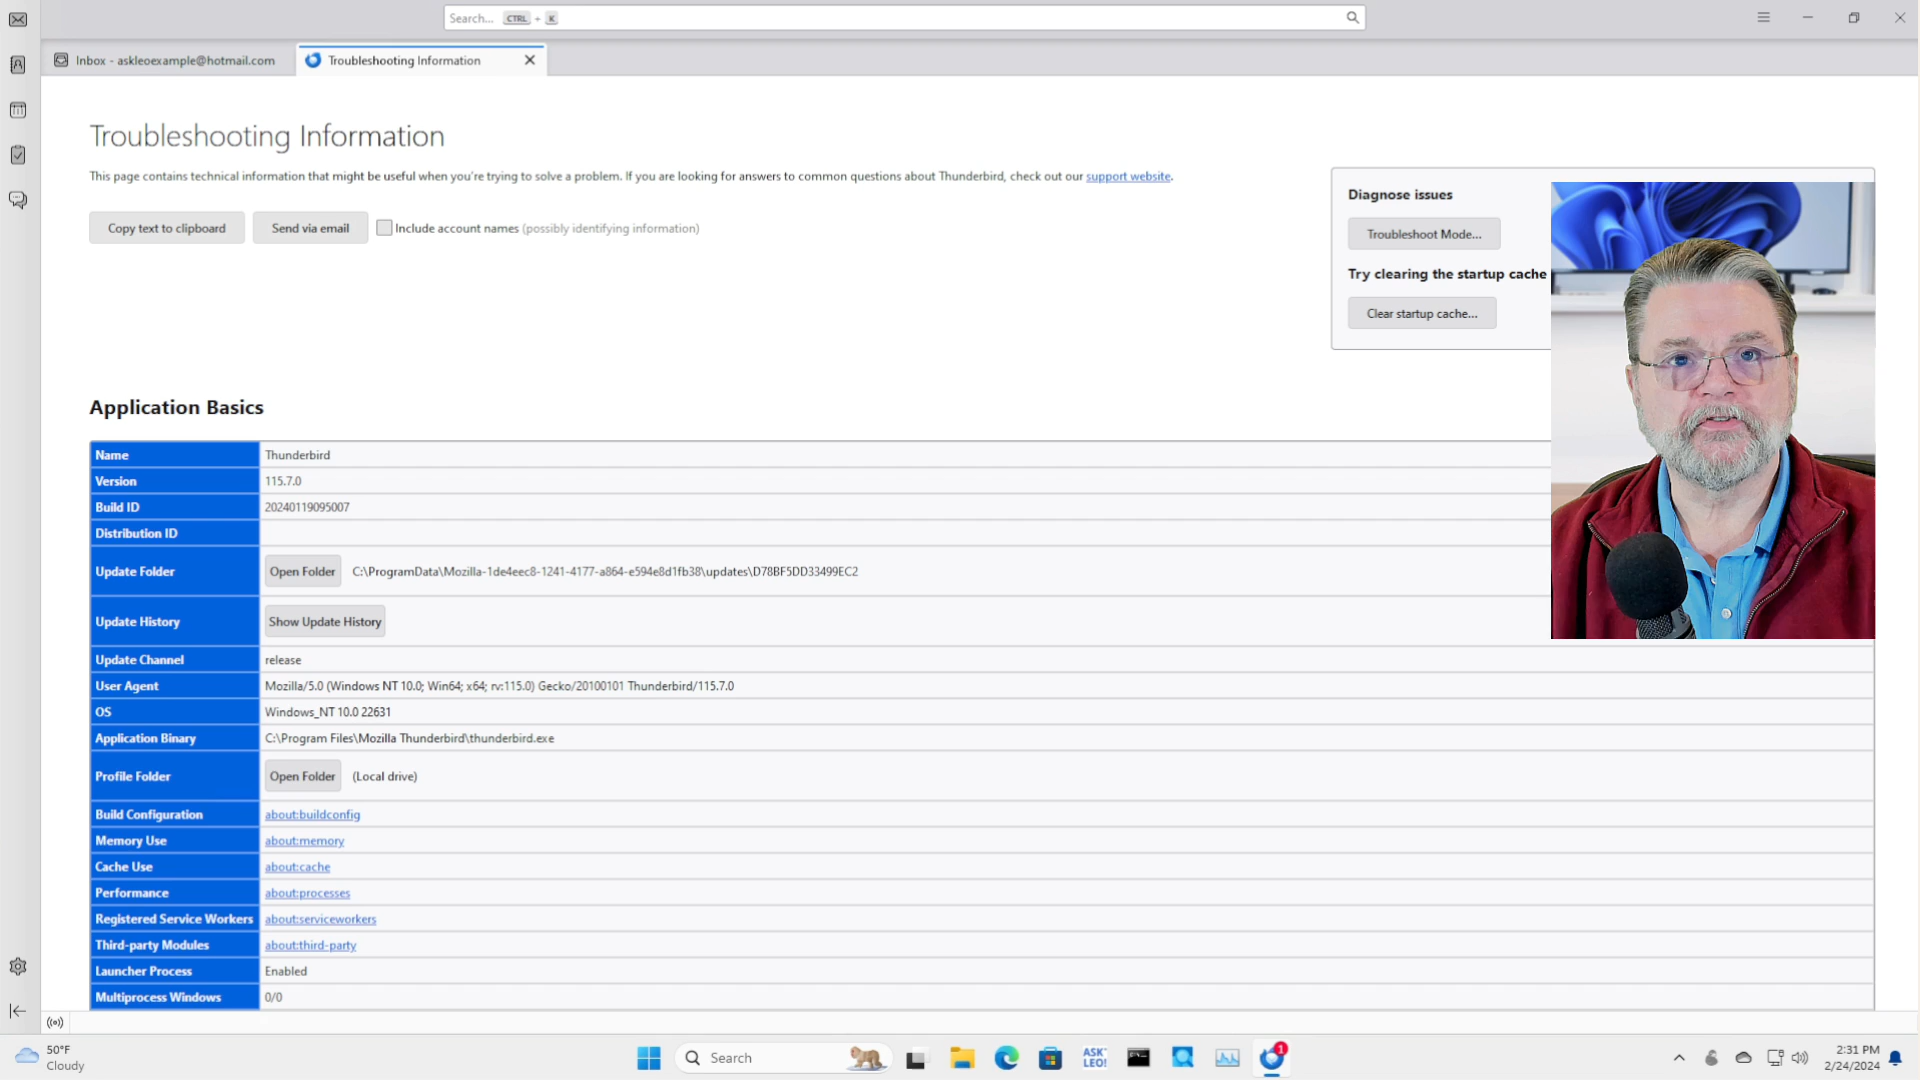 Search... CTRL + K
Inbox - askleoexample@hotmail.com
Troubleshooting Information
Troubleshooting Information
This page contains technical information that might be useful when you're trying to solve a problem. If you are looking for answers to common questions about Thunderbird, check out our support website.
Copy text to clipboard
Send via email
Include account names (possibly identifying information)
Diagnose issues
Troubleshoot Mode...
Try clearing the startup cache
Clear startup cache...
Application Basics
Name Thunderbird
Version 115.7.0
Build ID 20240119095007
Distribution ID
Update Folder Open Folder C:\ProgramData\Mozilla-1de4eec8-1241-4177-a864-e594e8d1fb38\updates\D78BF5DD33499EC2
Update History Show Update History
Update Channel release
User Agent Mozilla/5.0 (Windows NT 10.0; Win64; x64; rv:115.0) Gecko/20100101 Thunderbird/115.7.0
OS Windows_NT 10.0 22631
Application Binary C:\Program Files\Mozilla Thunderbird\thunderbird.exe
Profile Folder Open Folder (Local drive)
Build Configuration about:buildconfig
Memory Use about:memory
Cache Use about:cache
Performance about:processes
Registered Service Workers about:serviceworkers
Third-party Modules about:third-party
Launcher Process Enabled
Multiprocess Windows 0/0
50°F
Cloudy
Search
ASK LEO!
1
2:31 PM
2/24/2024